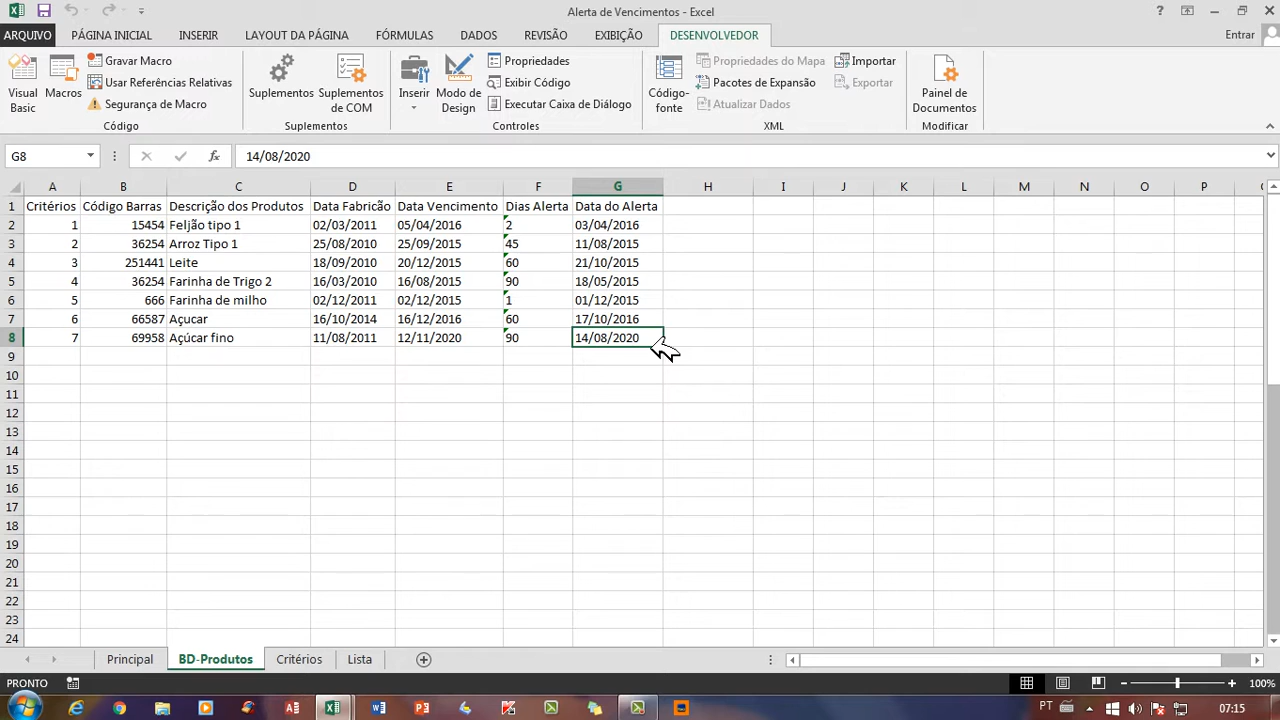 Alerta de Vencimentos - Excel
?
ARQUIVO PÁGINA INICIAL INSERIR LAYOUT DA PÁGINA FÓRMULAS DADOS REVISÃO EXIBIÇÃO DESENVOLVEDOR Entrar
Visual Basic
Macros
Gravar Macro
Usar Referências Relativas
Segurança de Macro
Código
Suplementos
Suplementos de COM
Suplementos
Inserir
Modo de Design
Propriedades
Exibir Código
Executar Caixa de Diálogo
Controles
Código-fonte
Propriedades do Mapa
Pacotes de Expansão
Atualizar Dados
Importar
Exportar
XML
Painel de Documentos
Modificar
G8 fx 14/08/2020
A B C D E F G H I J K L M N O P
1 Critérios Código Barras Descrição dos Produtos Data Fabricão Data Vencimento Dias Alerta Data do Alerta
2 1 15454 Feljão tipo 1 02/03/2011 05/04/2016 2 03/04/2016
3 2 36254 Arroz Tipo 1 25/08/2010 25/09/2015 45 11/08/2015
4 3 251441 Leite 18/09/2010 20/12/2015 60 21/10/2015
5 4 36254 Farinha de Trigo 2 16/03/2010 16/08/2015 90 18/05/2015
6 5 666 Farinha de milho 02/12/2011 02/12/2015 1 01/12/2015
7 6 66587 Açucar 16/10/2014 16/12/2016 60 17/10/2016
8 7 69958 Açúcar fino 11/08/2011 12/11/2020 90 14/08/2020
9
10
11
12
13
14
15
16
17
18
19
20
21
22
23
24
Principal BD-Produtos Critérios Lista
PRONTO 100%
PT 07:15